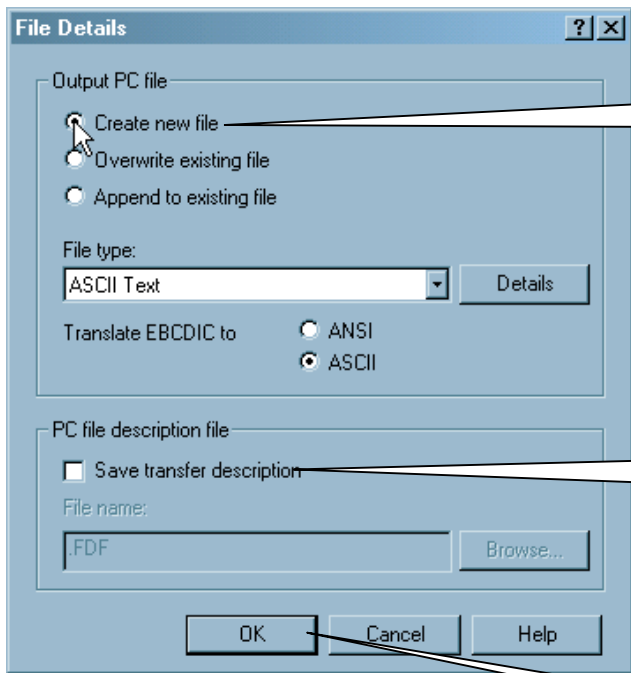 File Details
Output PC file
Create new file
Overwrite existing file
Append to existing file
File type:
ASCII Text
Details
Translate EBCDIC to
ANSI
ASCII
PC file description file
Save transfer description
File name:
.FDF
Browse...
OK
Cancel
Help